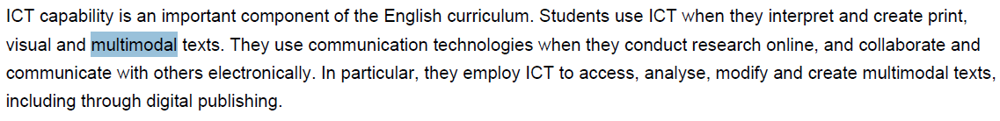 ICT capability is an important component of the English curriculum. Students use ICT when they interpret and create print,
visual and multimodal texts. They use communication technologies when they conduct research online, and collaborate and
communicate with others electronically. In particular, they employ ICT to access, analyse, modify and create multimodal texts,
including through digital publishing.